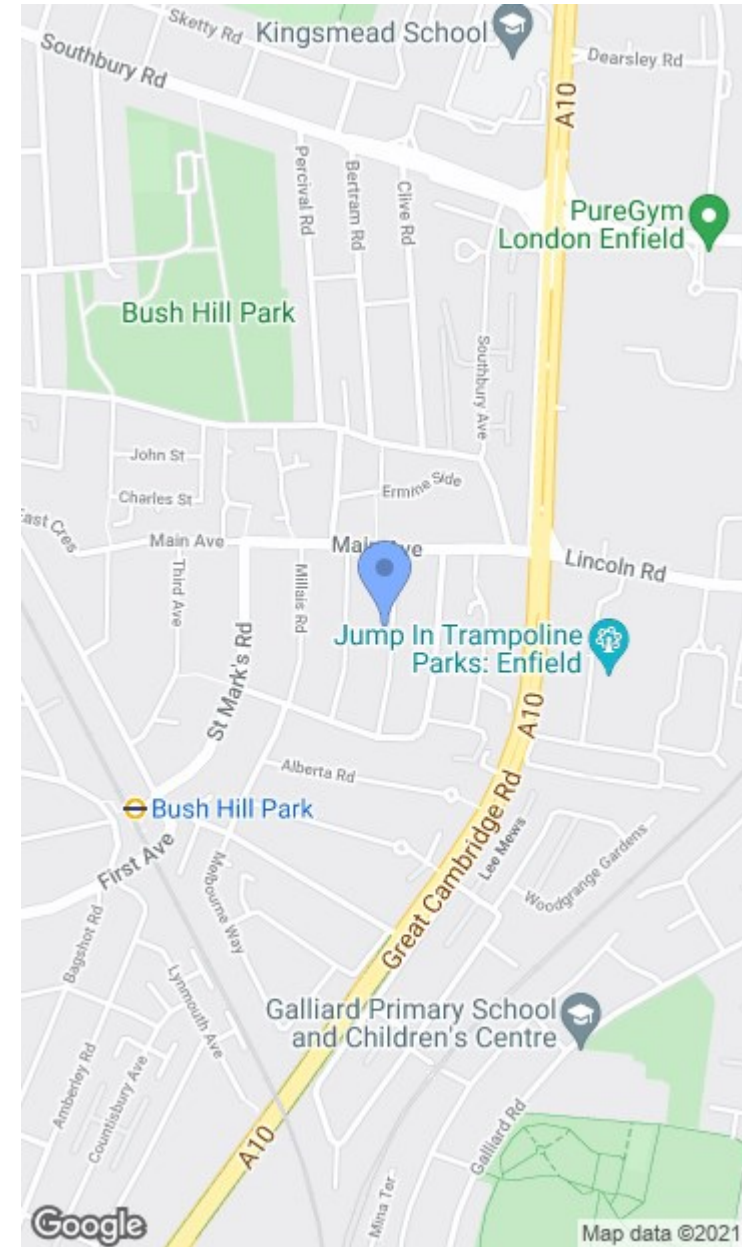 Sketty Rd
Kingsmead School
Southbury Rd
Dearsley Rd
A10
Percival Rd
Bertram Rd
Clive Rd
PureGym
London Enfield
Bush Hill Park
Southbury Ave
John St
Ermine Side
Charles St
East Cres
Main Ave
Main Ave
Lincoln Rd
Third Ave
Millais Rd
St Mark's Rd
Jump In Trampoline
Parks: Enfield
A10
Alberta Rd
Bush Hill Park
Great Cambridge Rd
Lee Mews
First Ave
Melbourne Way
Woodgrange Gardens
Bagshot Rd
Lynmouth Ave
Galliard Primary School
and Children's Centre
Amberley Rd
Countisbury Ave
Galliard Rd
A10
Mina Ter
Google
Map data ©2021